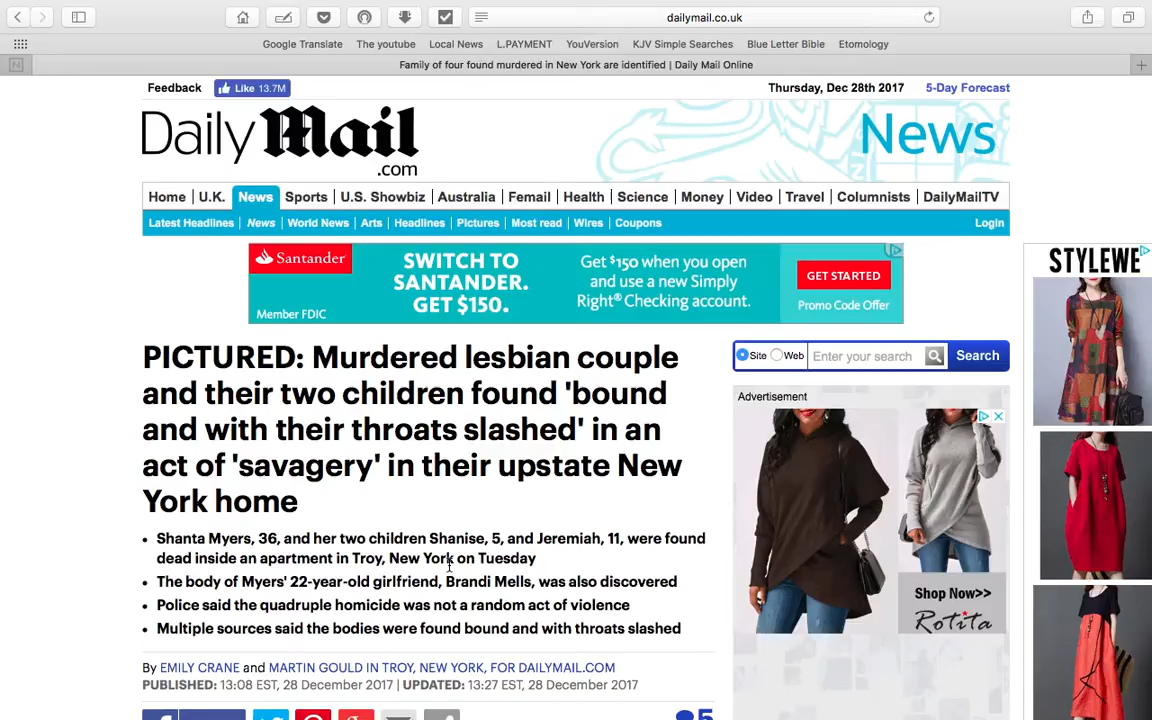 dailymail.co.uk
Google Translate The youtube Local News L.PAYMENT YouVersion KJV Simple Searches Blue Letter Bible Etomology
N Family of four found murdered in New York are identified | Daily Mail Online
Feedback Like 13.7M Thursday, Dec 28th 2017 5-Day Forecast
Daily Mail .com News
Home U.K. News Sports U.S. Showbiz Australia Femail Health Science Money Video Travel Columnists DailyMailTV
Latest Headlines News World News Arts Headlines Pictures Most read Wires Coupons Login
Santander
Member FDIC
SWITCH TO
SANTANDER.
GET $150.
Get $150 when you open
and use a new Simply
Right® Checking account.
GET STARTED
Promo Code Offer
STYLEWE
PICTURED: Murdered lesbian couple
and their two children found 'bound
and with their throats slashed' in an
act of 'savagery' in their upstate New
York home
Site Web Enter your search Search
Advertisement
Shop Now>>
Rotita
• Shanta Myers, 36, and her two children Shanise, 5, and Jeremiah, 11, were found
dead inside an apartment in Troy, New York on Tuesday
• The body of Myers' 22-year-old girlfriend, Brandi Mells, was also discovered
• Police said the quadruple homicide was not a random act of violence
• Multiple sources said the bodies were found bound and with throats slashed
By EMILY CRANE and MARTIN GOULD IN TROY, NEW YORK, FOR DAILYMAIL.COM
PUBLISHED: 13:08 EST, 28 December 2017 | UPDATED: 13:27 EST, 28 December 2017
5